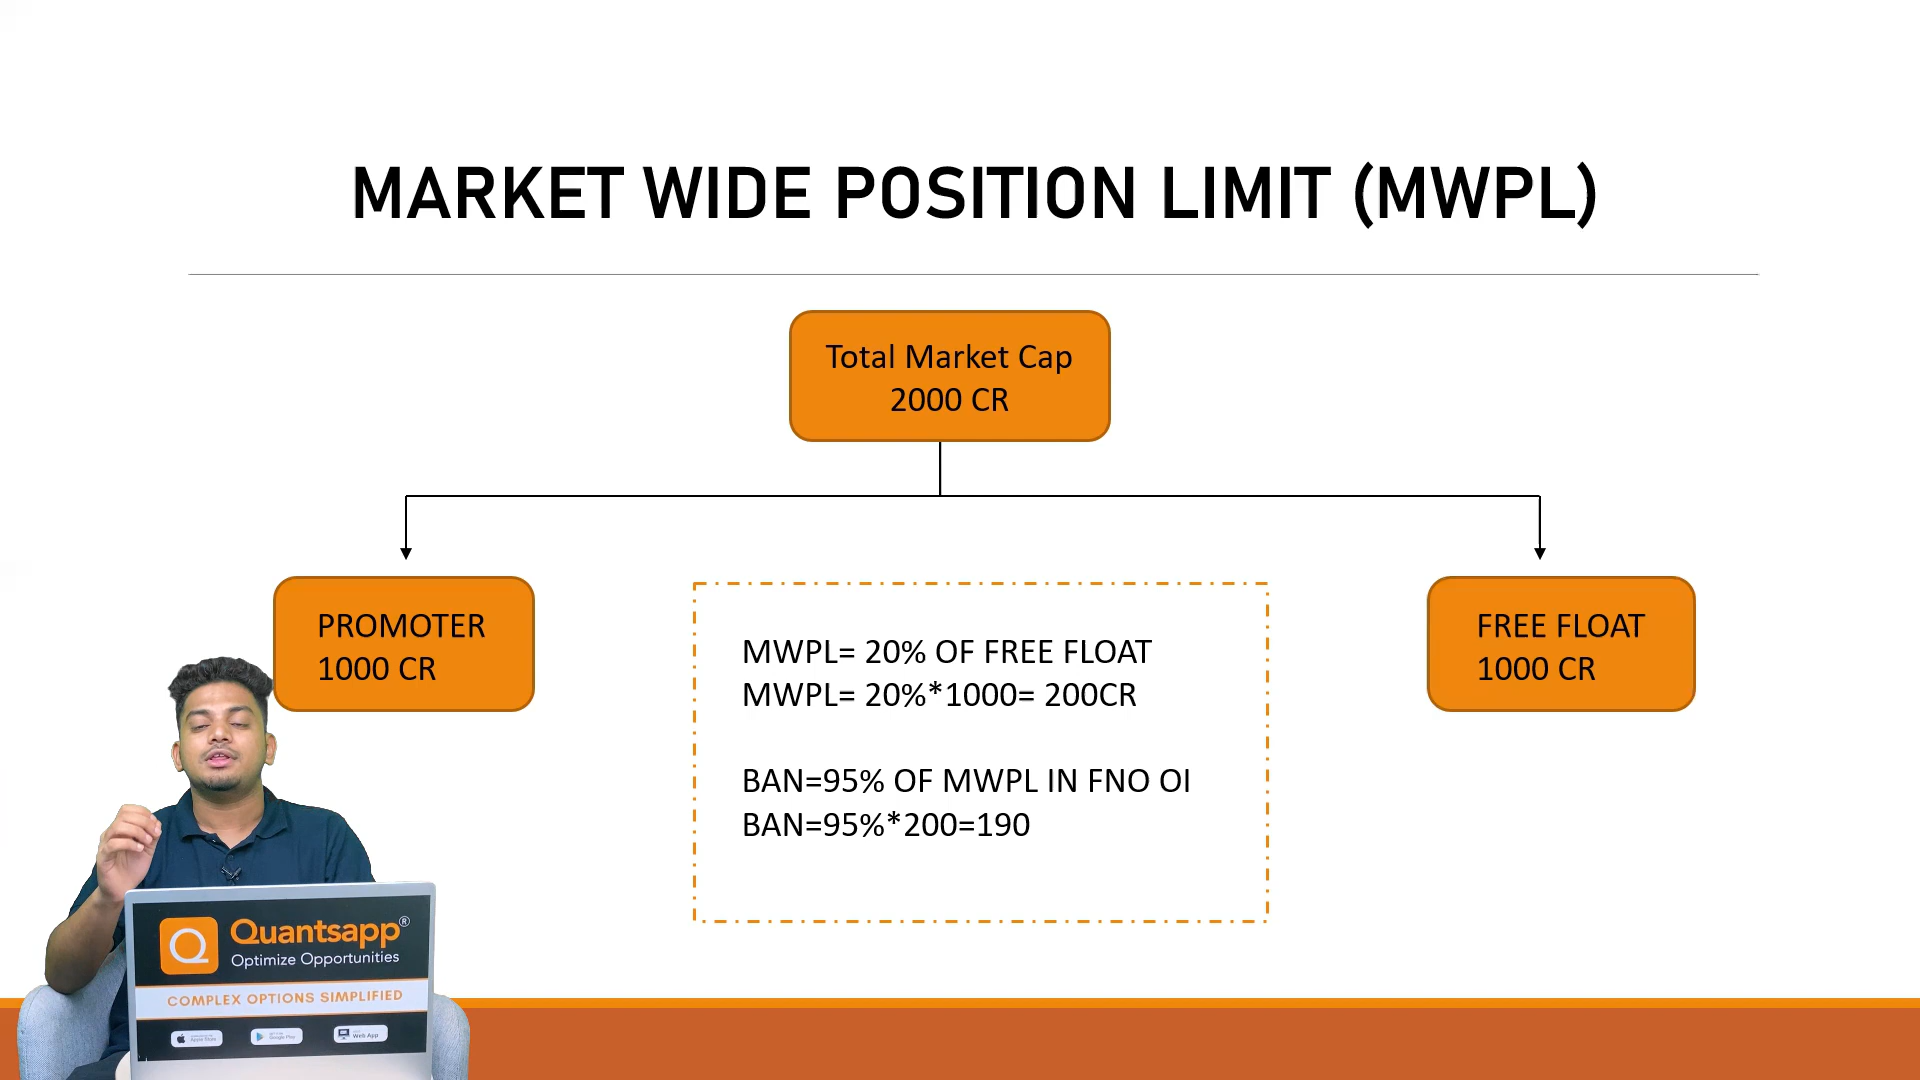 MARKET WIDE POSITION LIMIT (MWPL)
Total Market Cap
2000 CR
PROMOTER
1000 CR
MWPL= 20% OF FREE FLOAT
MWPL= 20%*1000= 200CR
BAN=95% OF MWPL IN FNO OI
BAN=95%*200=190
FREE FLOAT
1000 CR
Quantsapp®
Optimize Opportunities
COMPLEX OPTIONS SIMPLIFIED
Apple Store
Google Play
Web App